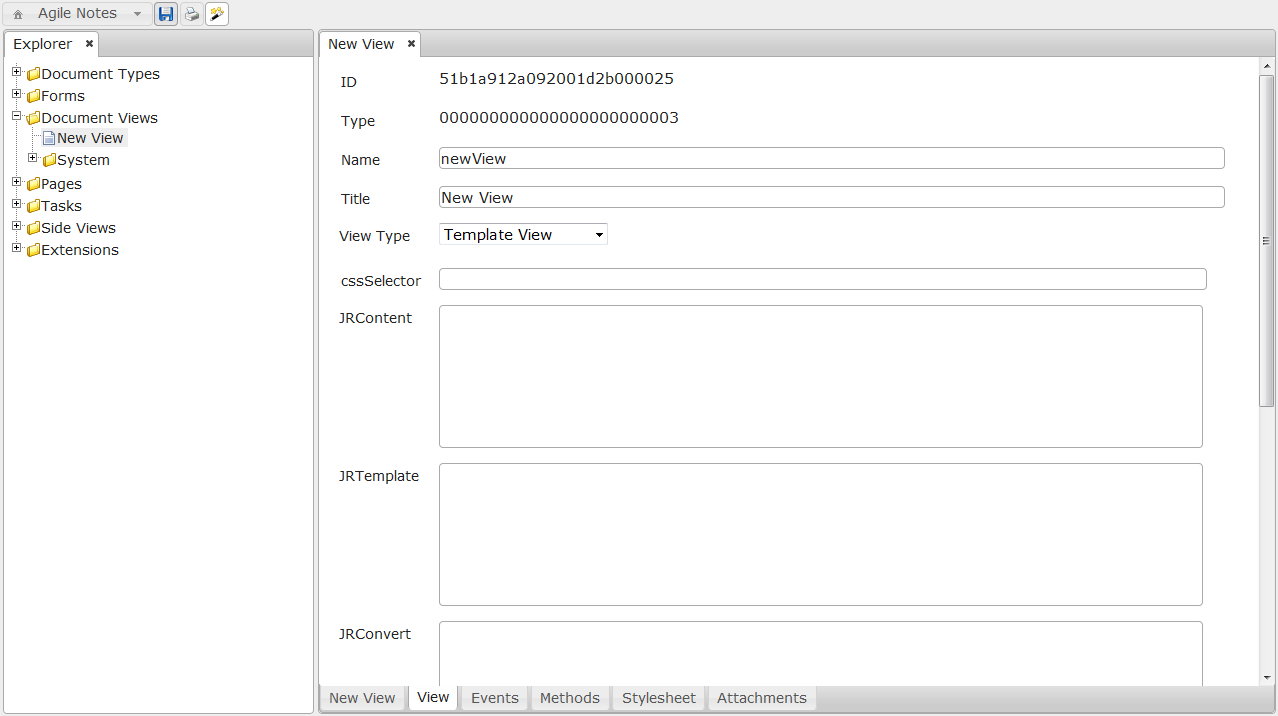 Agile Notes
Explorer
Document Types
Forms
Document Views
New View
System
Pages
Tasks
Side Views
Extensions
New View
ID 51b1a912a092001d2b000025
Type 000000000000000000000003
Name newView
Title New View
View Type Template View
cssSelector
JRContent
JRTemplate
JRConvert
New View View Events Methods Stylesheet Attachments